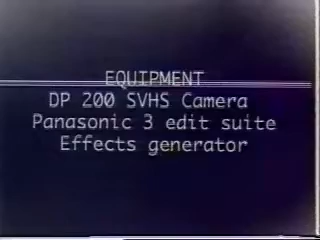 EQUIPMENT
DP 200 SVHS Camera
Panasonic 3 edit suite
Effects generator